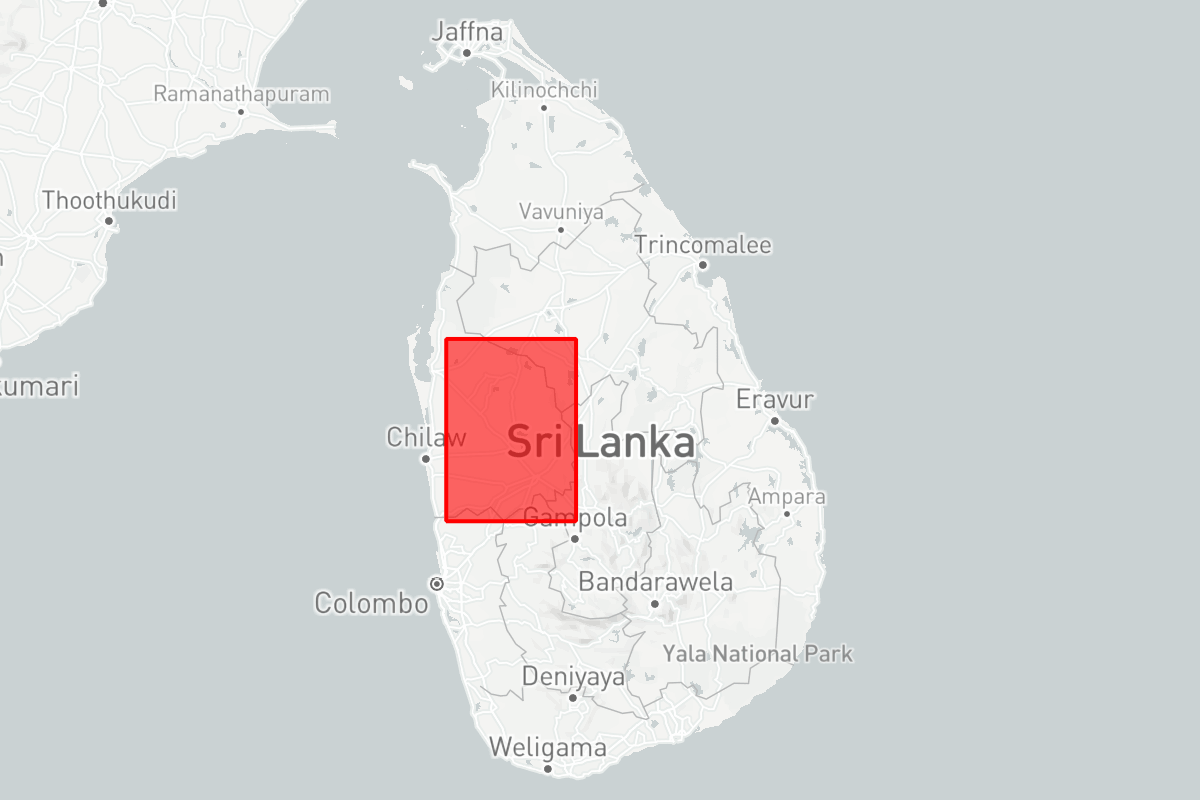 Jaffna
Ramanathapuram
Kilinochchi
Thoothukudi
Vavuniya
Trincomalee
kumari
Eravur
Chilaw
Sri Lanka
Ampara
Gampola
Bandarawela
Colombo
Yala National Park
Deniyaya
Weligama